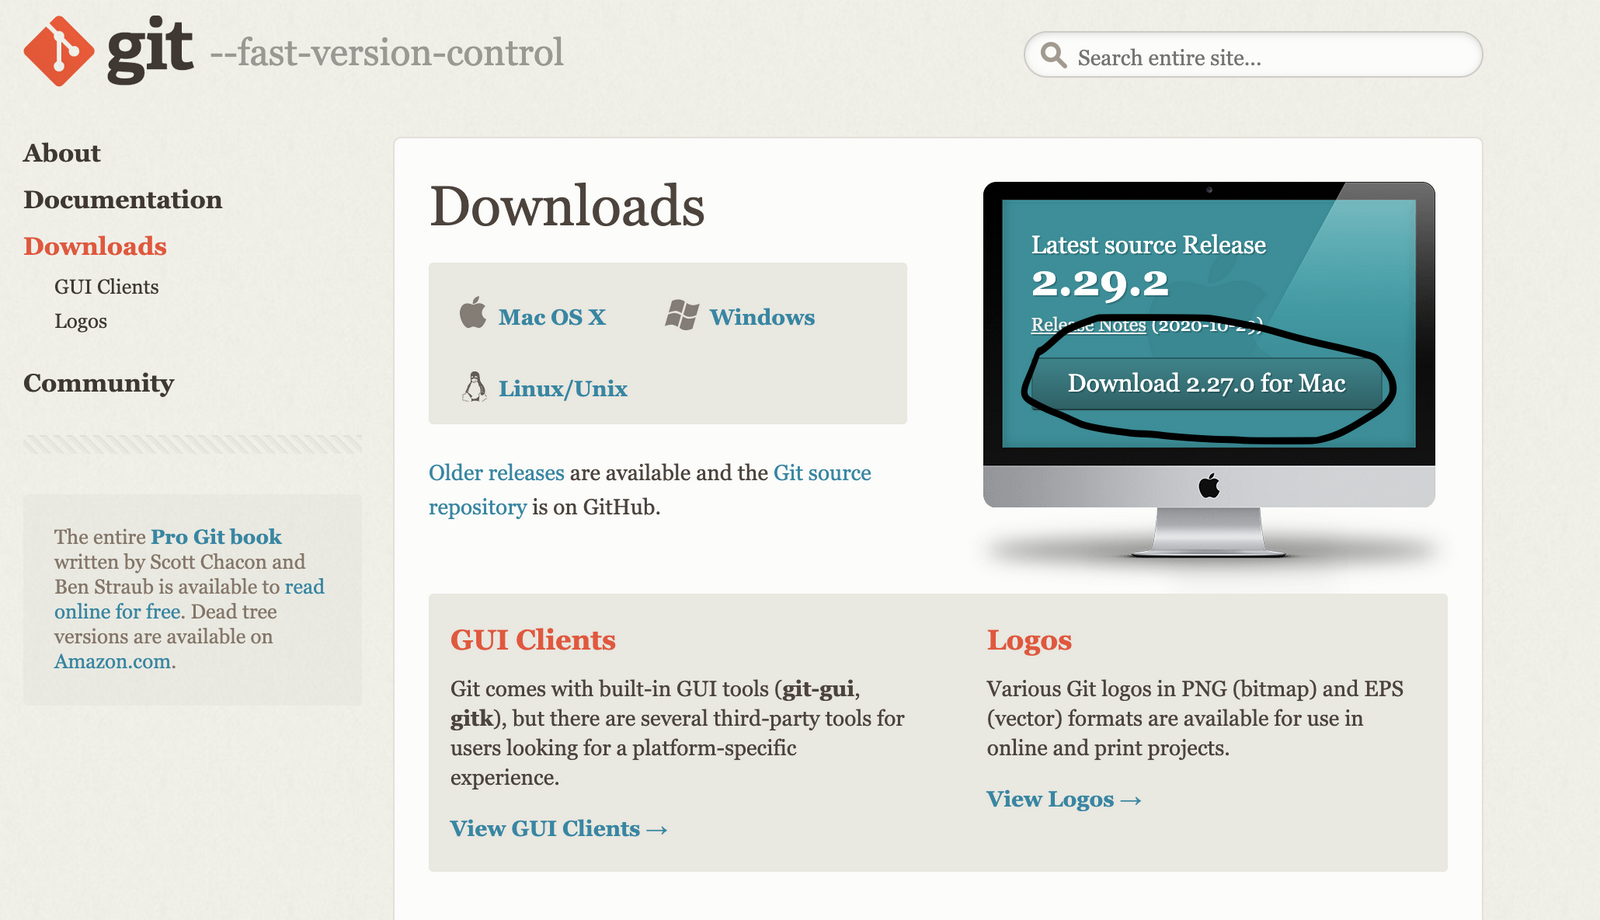 git --fast-version-control
Search entire site...
About
Documentation
Downloads
GUI Clients
Logos
Community
The entire Pro Git book
written by Scott Chacon and
Ben Straub is available to read
online for free. Dead tree
versions are available on
Amazon.com.
Downloads
Mac OS X
Windows
Linux/Unix
Older releases are available and the Git source
repository is on GitHub.
Latest source Release
2.29.2
Release Notes (2020-10-29)
Download 2.27.0 for Mac
GUI Clients
Git comes with built-in GUI tools (git-gui,
gitk), but there are several third-party tools for
users looking for a platform-specific
experience.
View GUI Clients →
Logos
Various Git logos in PNG (bitmap) and EPS
(vector) formats are available for use in
online and print projects.
View Logos →